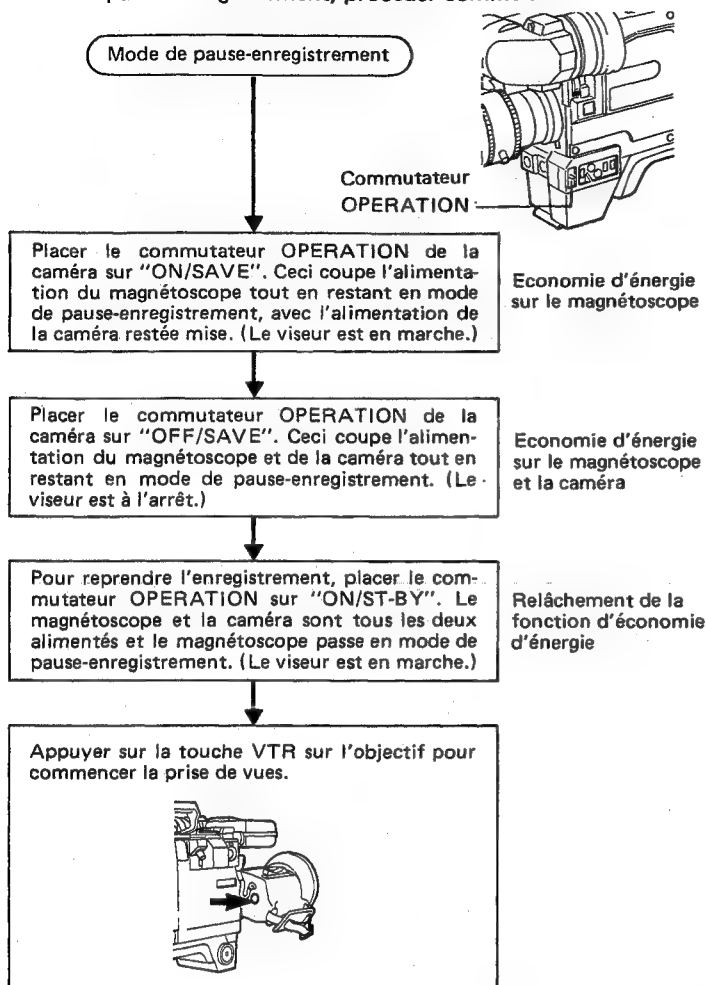 Mode de pause-enregistrement
Commutateur
OPERATION
Placer le commutateur OPERATION de la
caméra sur "ON/SAVE". Ceci coupe l'alimenta-
tion du magnétoscope tout en restant en mode
de pause-enregistrement, avec l'alimentation de
la caméra restée mise. (Le viseur est en marche.)
Economie d'énergie
sur le magnétoscope
Placer le commutateur OPERATION de la
caméra sur "OFF/SAVE". Ceci coupe l'alimen-
tation du magnétoscope et de la caméra tout en
restant en mode de pause-enregistrement. (Le
viseur est à l'arrêt.)
Economie d'énergie
sur le magnétoscope
et la caméra
Pour reprendre l'enregistrement, placer le com-
mutateur OPERATION sur "ON/ST-BY". Le
magnétoscope et la caméra sont tous les deux
alimentés et le magnétoscope passe en mode de
pause-enregistrement. (Le viseur est en marche.)
Relâchement de la
fonction d'économie
d'énergie
Appuyer sur la touche VTR sur l'objectif pour
commencer la prise de vues.